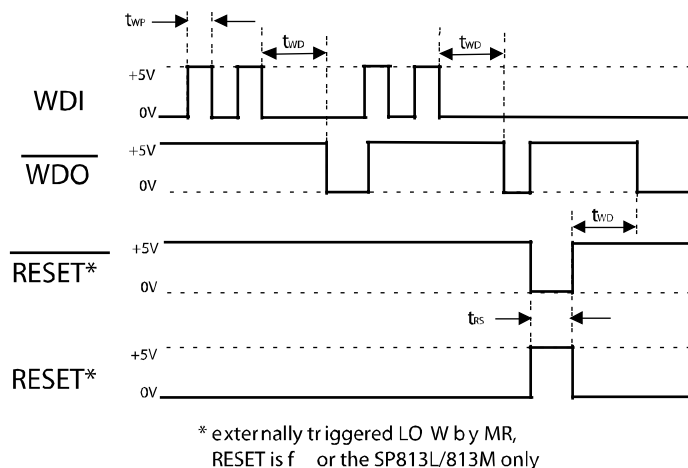 tWP
tWD
tWD
+5V
WDI
0V
+5V
WDO
0V
tWD
+5V
RESET*
0V
tRS
+5V
RESET*
0V
* externally triggered LO W by MR,
RESET is f or the SP813L/813M only